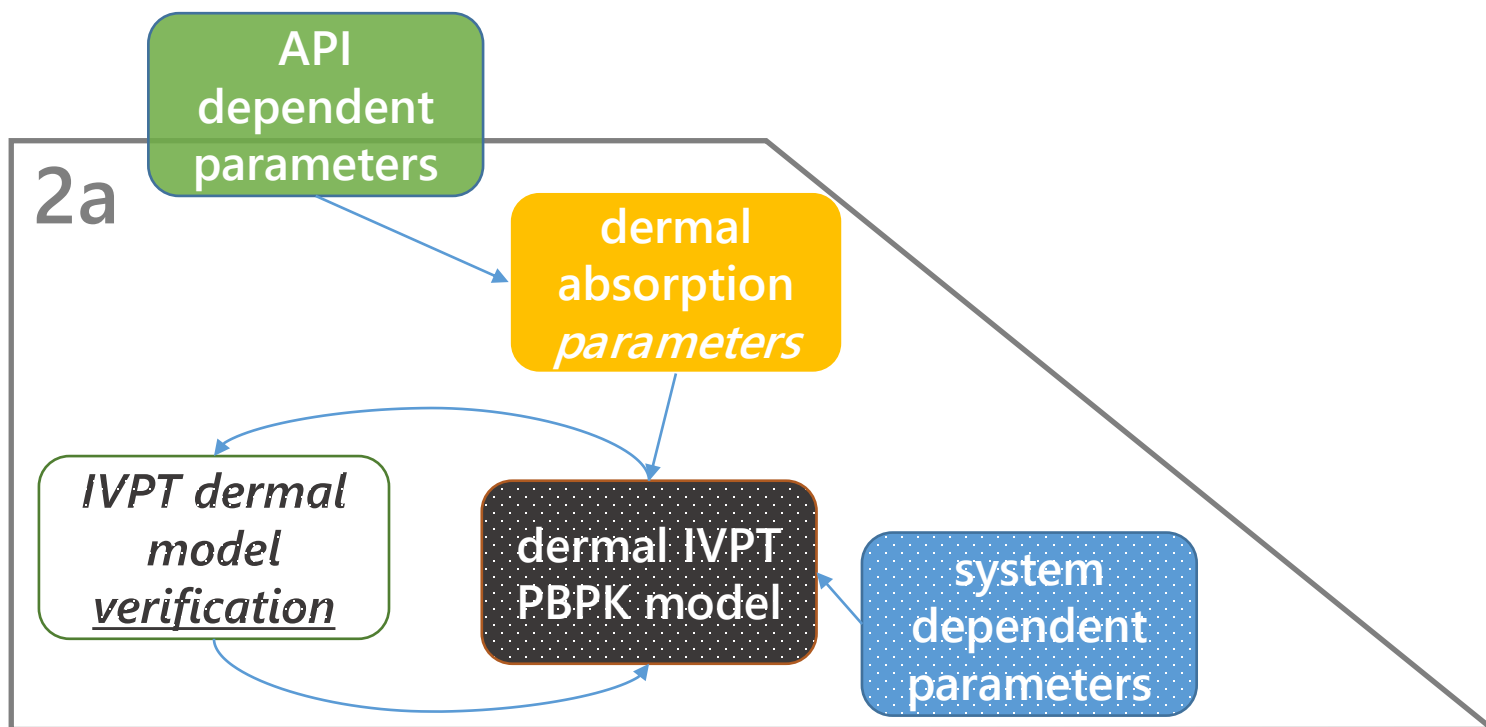 API
dependent
parameters
2a
dermal
absorption
parameters
IVPT dermal
model
verification
dermal IVPT
PBPK model
system
dependent
parameters